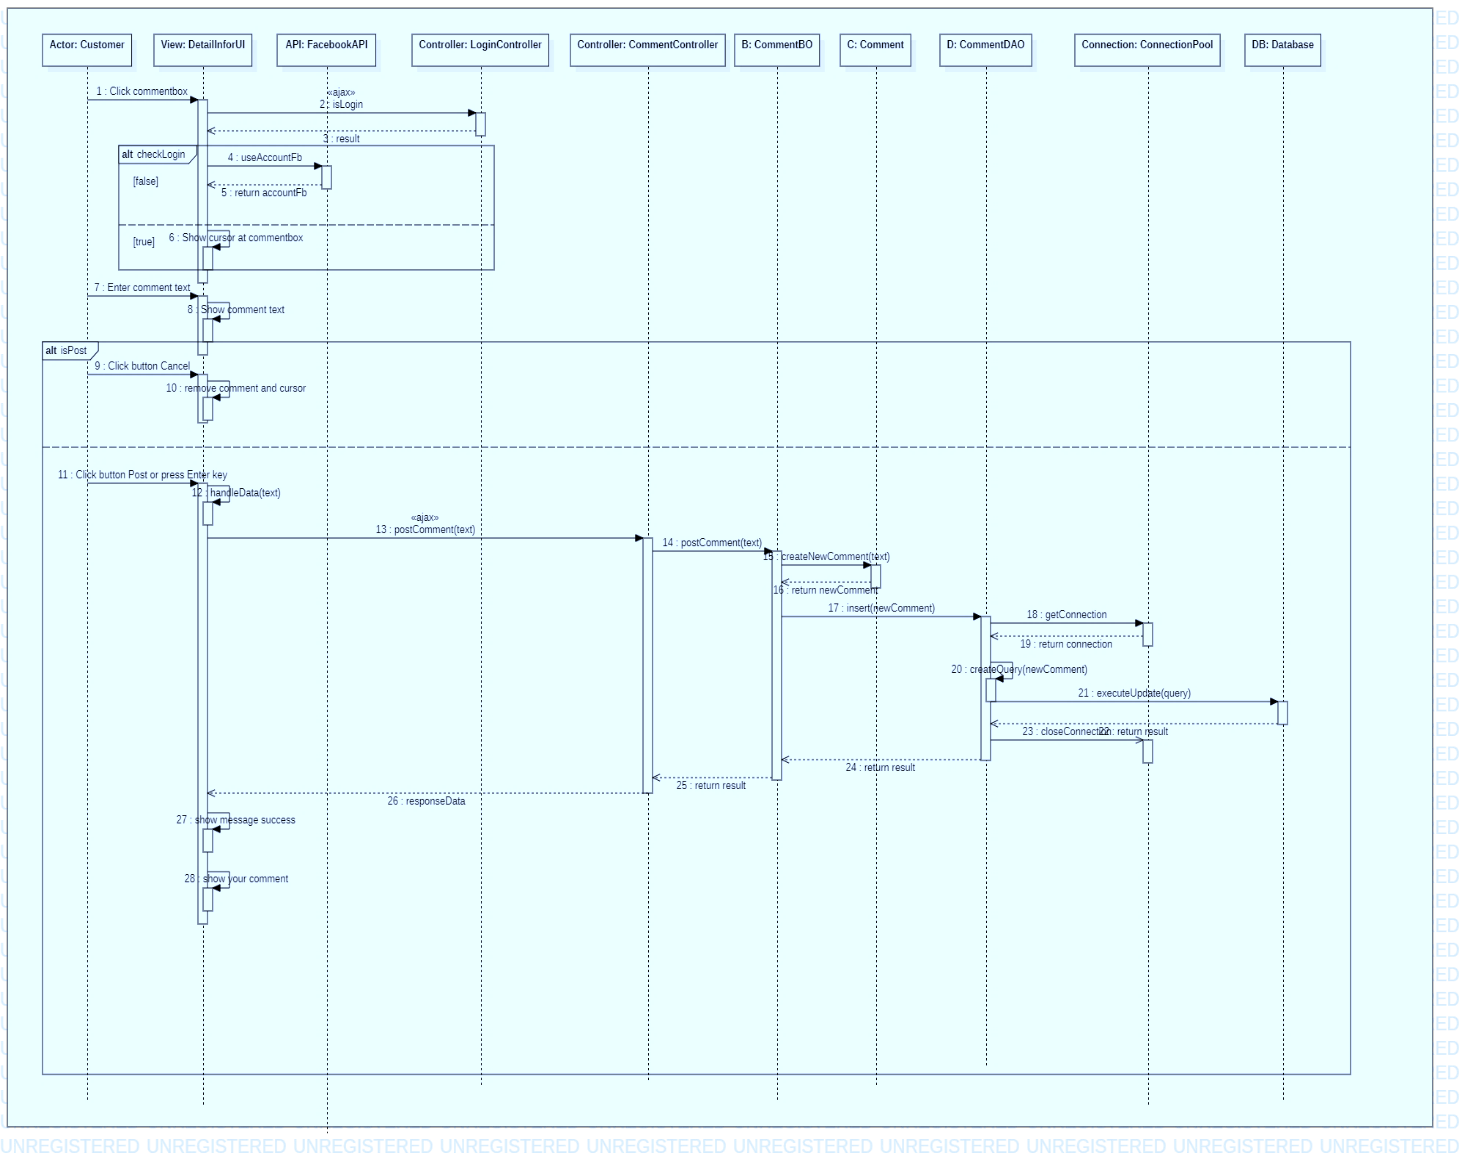 Actor: Customer
View: DetailInforUI
API: FacebookAPI
Controller: LoginController
Controller: CommentController
B: CommentBO
C: Comment
D: CommentDAO
Connection: ConnectionPool
DB: Database
1 : Click commentbox
«ajax»
2 : isLogin
3 : result
alt checkLogin
4 : useAccountFb
[false]
5 : return accountFb
6 : Show cursor at commentbox
[true]
7 : Enter comment text
8 : Show comment text
alt isPost
9 : Click button Cancel
10 : remove comment and cursor
11 : Click button Post or press Enter key
12 : handleData(text)
«ajax»
13 : postComment(text)
14 : postComment(text)
15 : createNewComment(text)
16 : return newComment
17 : insert(newComment)
18 : getConnection
19 : return connection
20 : createQuery(newComment)
21 : executeUpdate(query)
23 : closeConnection
22 : return result
24 : return result
25 : return result
26 : responseData
27 : show message success
28 : show your comment
UNREGISTERED UNREGISTERED UNREGISTERED UNREGISTERED UNREGISTERED UNREGISTERED UNREGISTERED UNREGISTERED UNREGISTERED UNREGISTERED